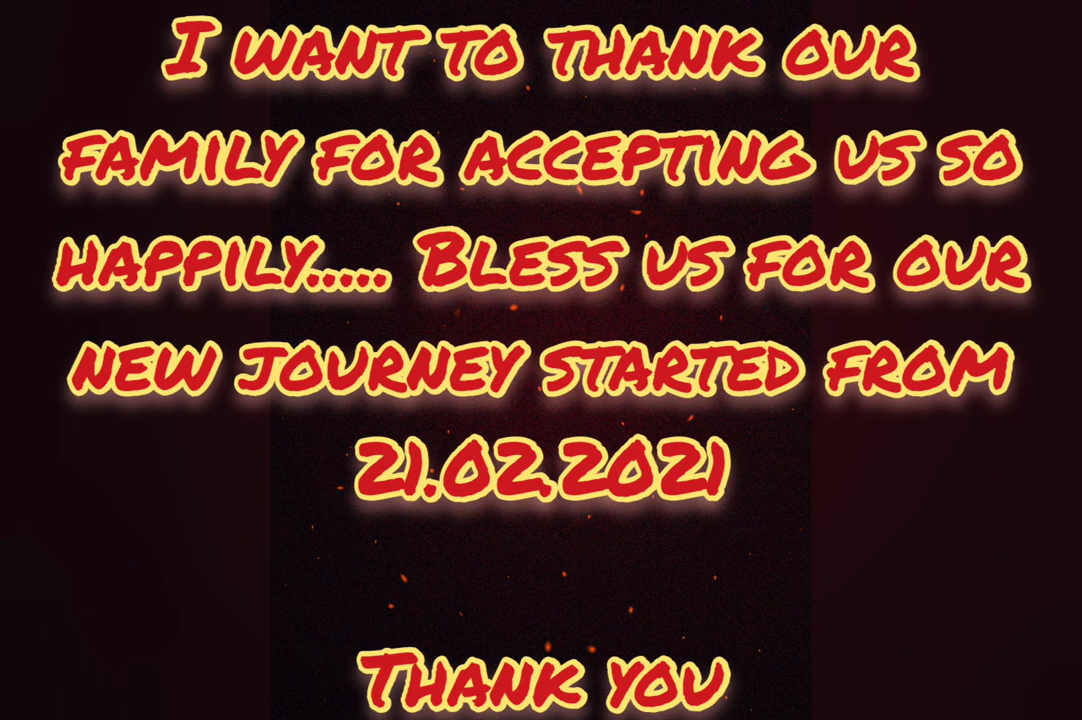 I want to thank our
family for accepting us so
happily..... Bless us for our
new journey started from
21.02.2021
Thank you